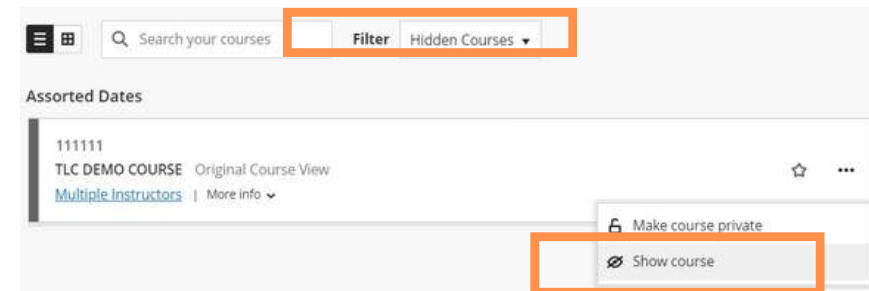 Search your courses Filter Hidden Courses
Assorted Dates
111111
TLC DEMO COURSE Original Course View
Multiple Instructors | More info
Make course private
Show course